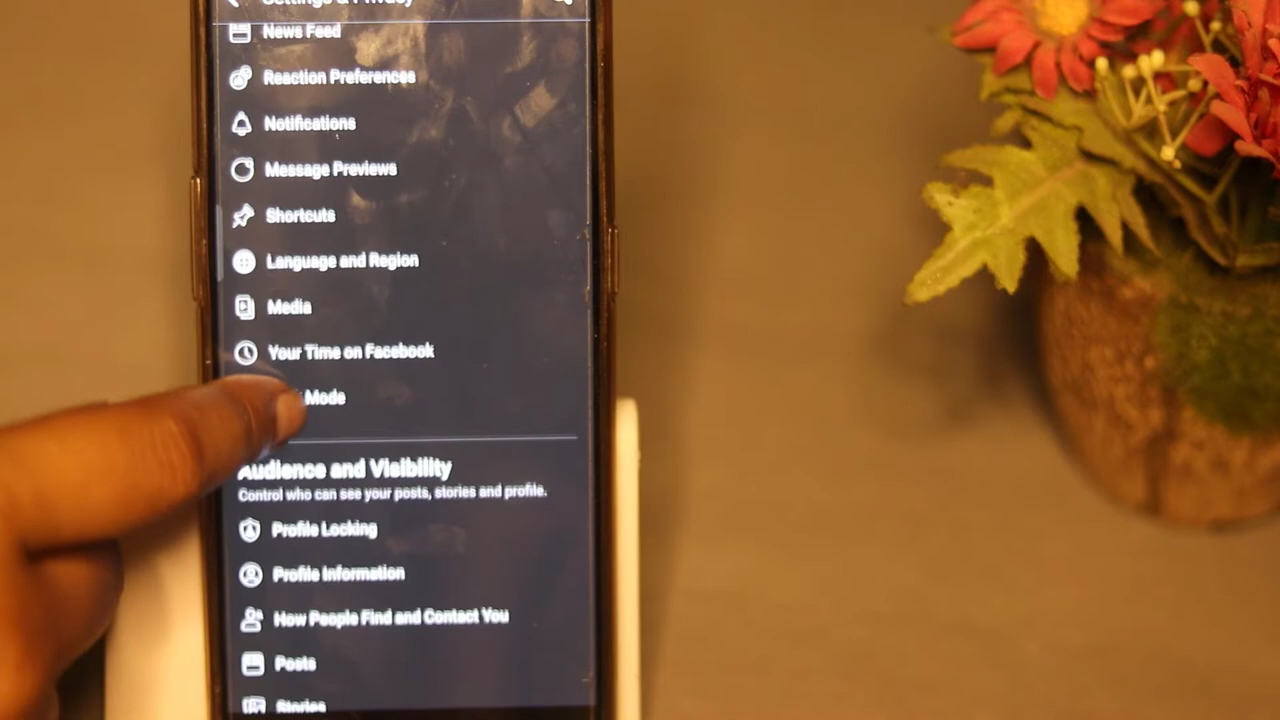 Settings & Privacy
News Feed
Reaction Preferences
Notifications
Message Previews
Shortcuts
Language and Region
Media
Your Time on Facebook
Mode
Audience and Visibility
Control who can see your posts, stories and profile.
Profile Locking
Profile Information
How People Find and Contact You
Posts
Stories